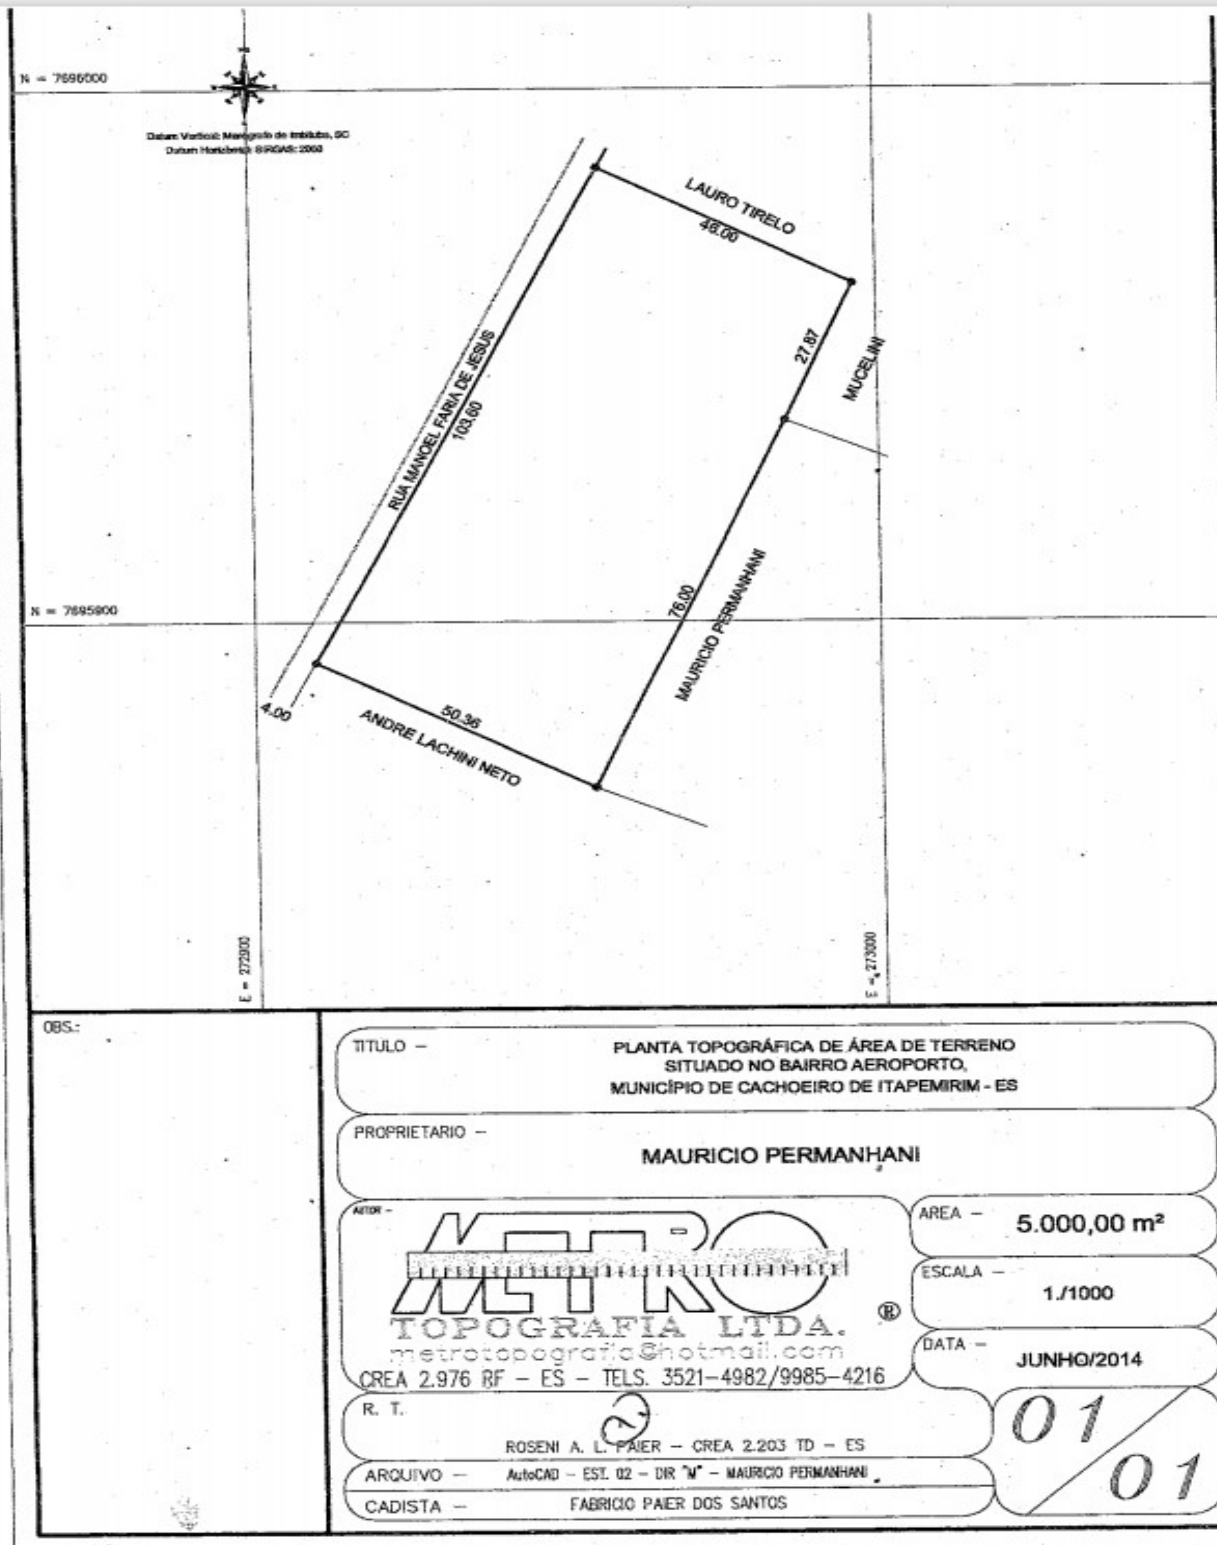 N = 7696000
Datum Vertical: Maregrafo de Imbituba, SC
Datum Horizontal: SIRGAS: 2000
LAURO TIRELO
46.00
27.87
MUCELINI
RUA MANOEL FARIA DE JESUS
103.60
N = 7695900
76.00
MAURICIO PERMANHANI
4.00
50.36
ANDRE LACHINI NETO
E = 272900
E = 273000
OBS.:
TITULO -
PLANTA TOPOGRÁFICA DE ÁREA DE TERRENO
SITUADO NO BAIRRO AEROPORTO,
MUNICÍPIO DE CACHOEIRO DE ITAPEMIRIM - ES
PROPRIETARIO -
MAURICIO PERMANHANI
AUTOR -
METRO
TOPOGRAFIA LTDA. ®
metrotopografia@hotmail.com
CREA 2.976 RF - ES - TELS. 3521-4982/9985-4216
AREA - 5.000,00 m²
ESCALA -
1./1000
DATA -
JUNHO/2014
R. T.
ROSENI A. L. PAIER - CREA 2.203 TD - ES
ARQUIVO - AutoCAD - EST. 02 - DIR "M" - MAURICIO PERMANHANI
CADISTA - FABRICIO PAIER DOS SANTOS
01/01